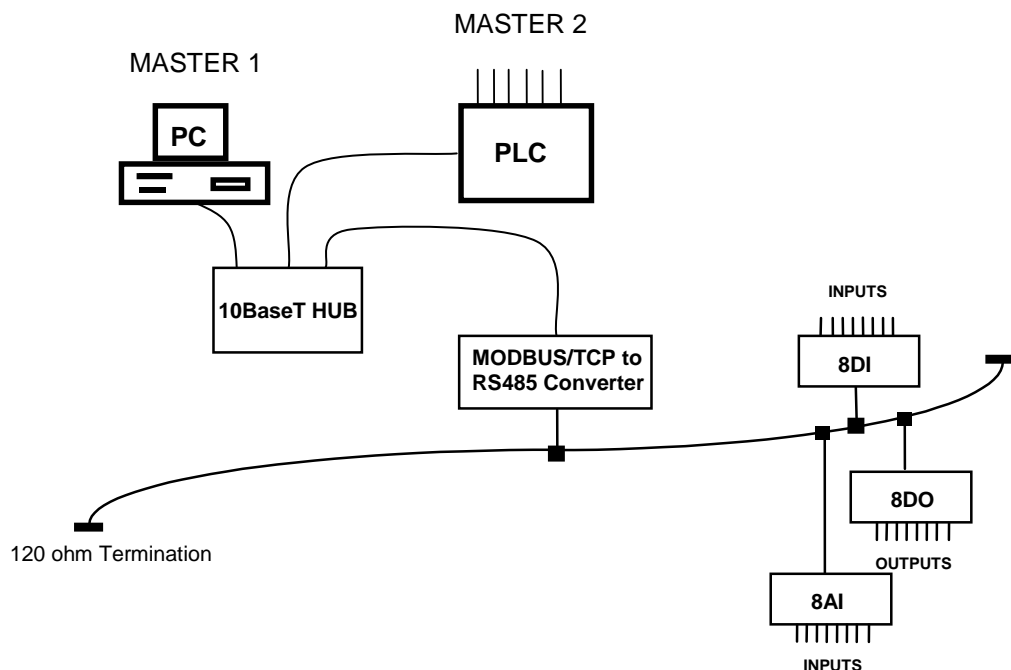 MASTER 2
MASTER 1
PC
PLC
10BaseT HUB
INPUTS
MODBUS/TCP to
RS485 Converter
8DI
8DO
120 ohm Termination
OUTPUTS
8AI
INPUTS